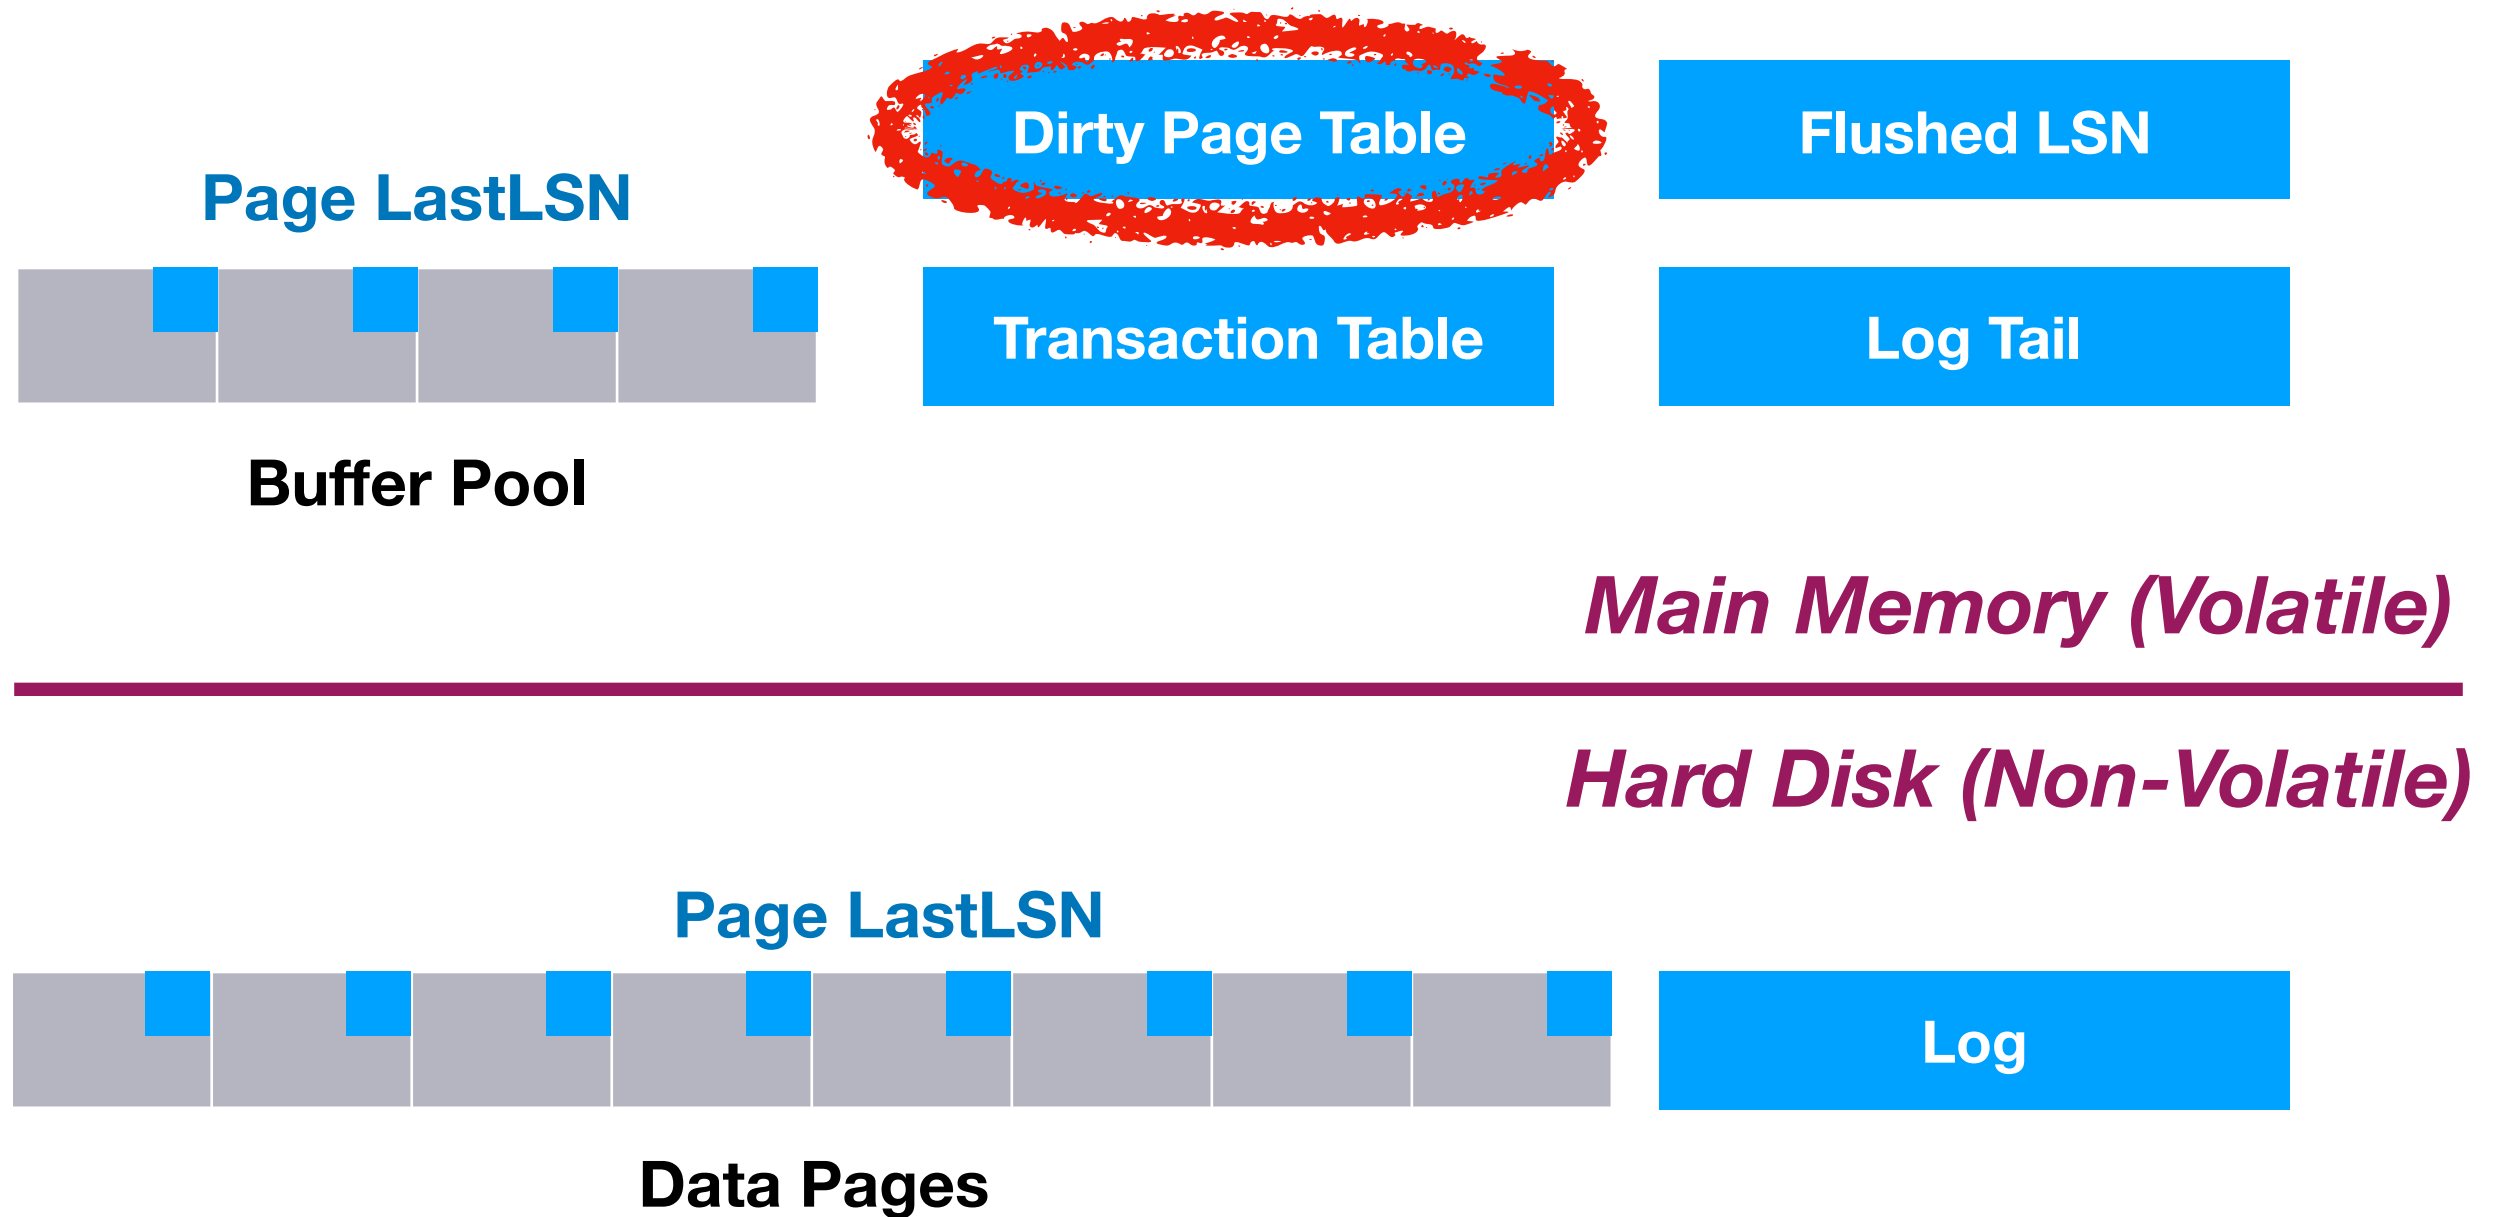 Dirty Page Table
Flushed LSN
Page LastLSN
Transaction Table
Log Tail
Buffer Pool
Main Memory (Volatile)
Hard Disk (Non-Volatile)
Page LastLSN
Log
Data Pages